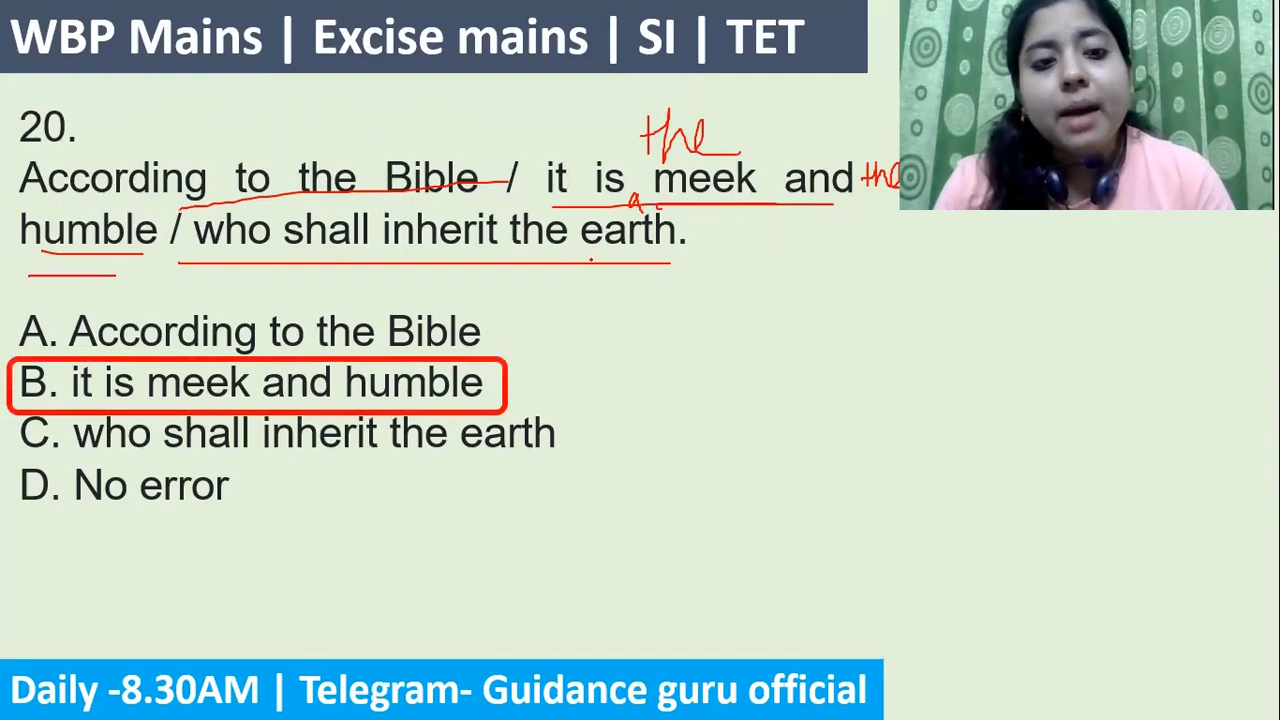 WBP Mains | Excise mains | SI | TET
20.
the
According to the Bible / it is meek and the
a
humble / who shall inherit the earth.
A. According to the Bible
B. it is meek and humble
C. who shall inherit the earth
D. No error
Daily -8.30AM | Telegram- Guidance guru official